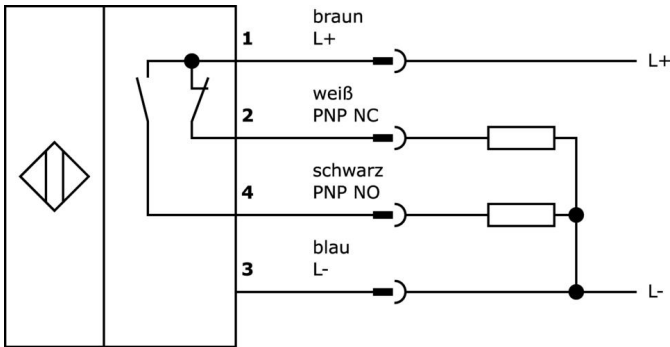 braun
1 L+
L+
weiß
2 PNP NC
schwarz
4 PNP NO
blau
3 L-
L-